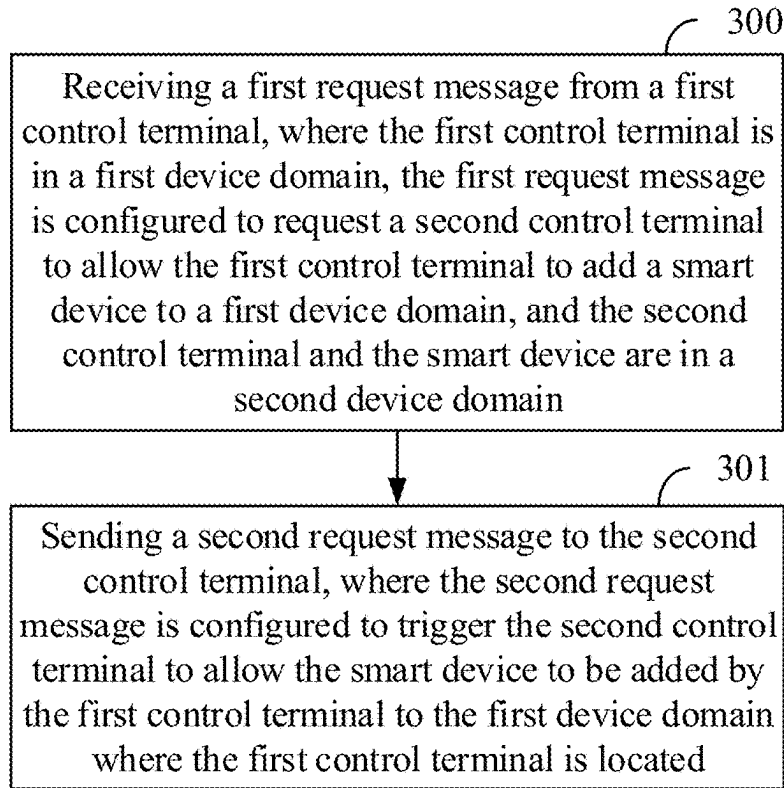 300
Receiving a first request message from a first
control terminal, where the first control terminal is
in a first device domain, the first request message
is configured to request a second control terminal
to allow the first control terminal to add a smart
device to a first device domain, and the second
control terminal and the smart device are in a
second device domain
301
Sending a second request message to the second
control terminal, where the second request
message is configured to trigger the second control
terminal to allow the smart device to be added by
the first control terminal to the first device domain
where the first control terminal is located